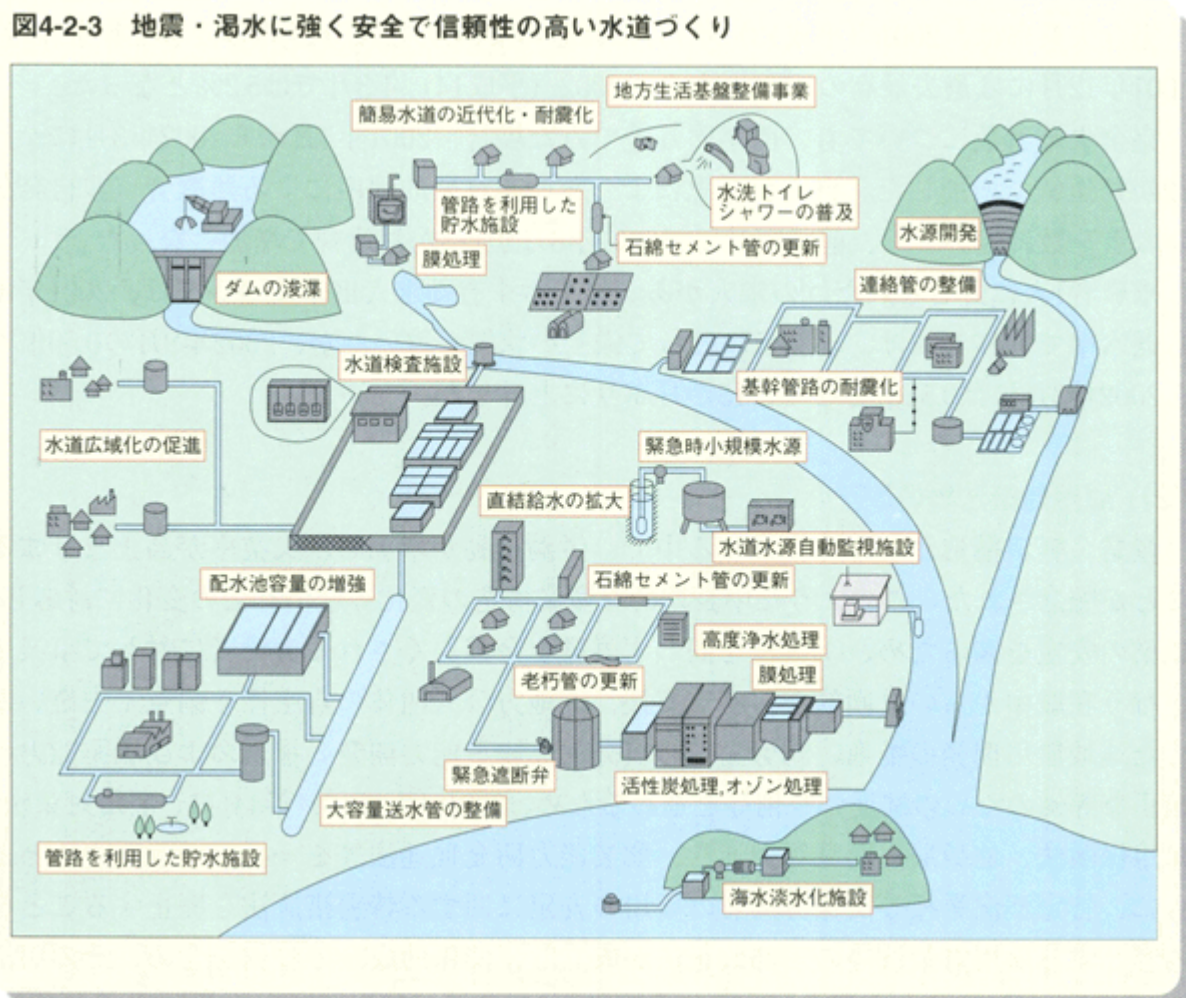 図4-2-3 地震・渇水に強く安全で信頼性の高い水道づくり
地方生活基盤整備事業
簡易水道の近代化・耐震化
水洗トイレ
シャワーの普及
管路を利用した
貯水施設
水源開発
石綿セメント管の更新
膜処理
ダムの浚渫
連絡管の整備
水道検査施設
基幹管路の耐震化
水道広域化の促進
緊急時小規模水源
直結給水の拡大
水道水源自動監視施設
配水池容量の増強
石綿セメント管の更新
高度浄水処理
老朽管の更新
膜処理
緊急遮断弁
活性炭処理,オゾン処理
大容量送水管の整備
管路を利用した貯水施設
海水淡水化施設